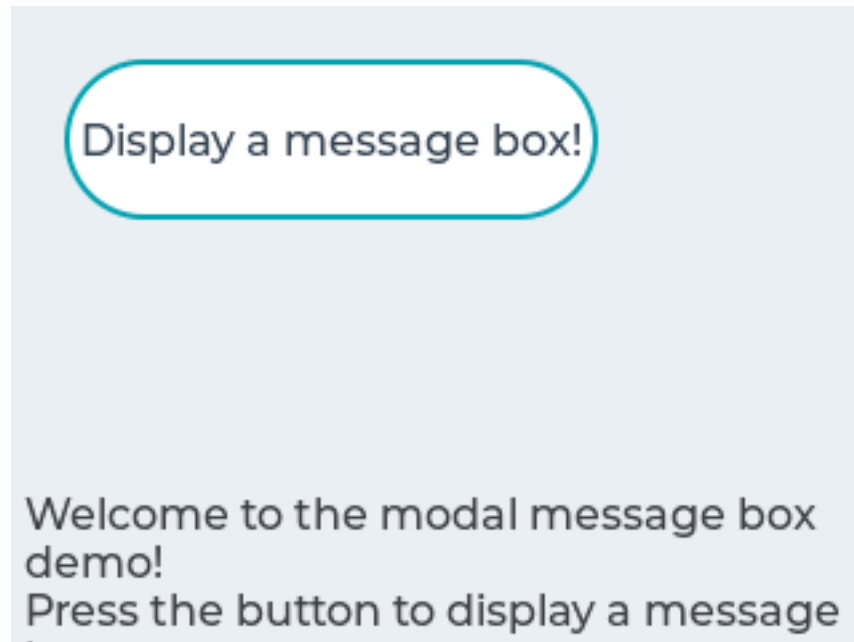 Display a message box!
Welcome to the modal message box
demo!
Press the button to display a message